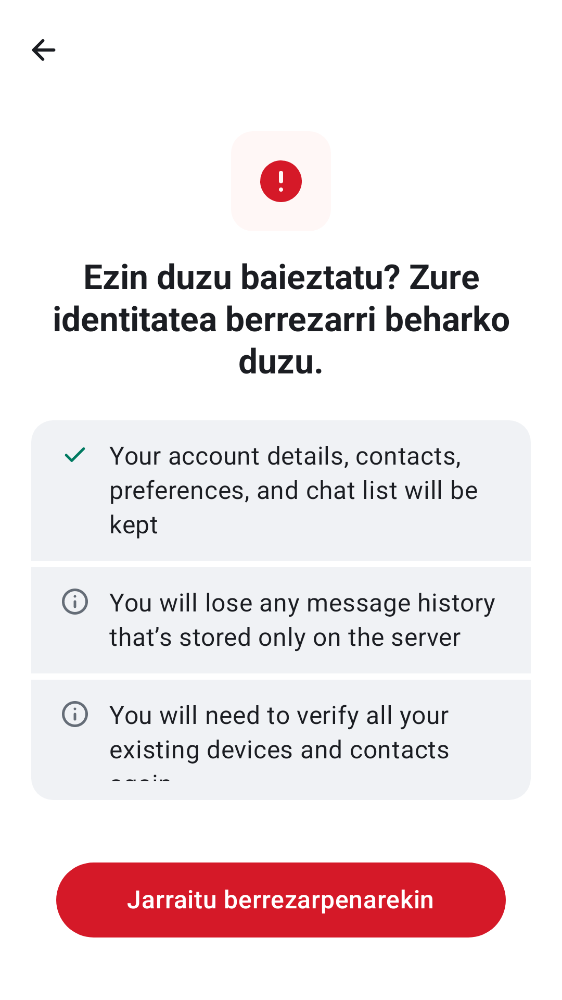 Ezin duzu baieztatu? Zure
identitatea berrezarri beharko
duzu.
Your account details, contacts,
preferences, and chat list will be
kept
You will lose any message history
that’s stored only on the server
You will need to verify all your
existing devices and contacts
again
Jarraitu berrezarpenarekin